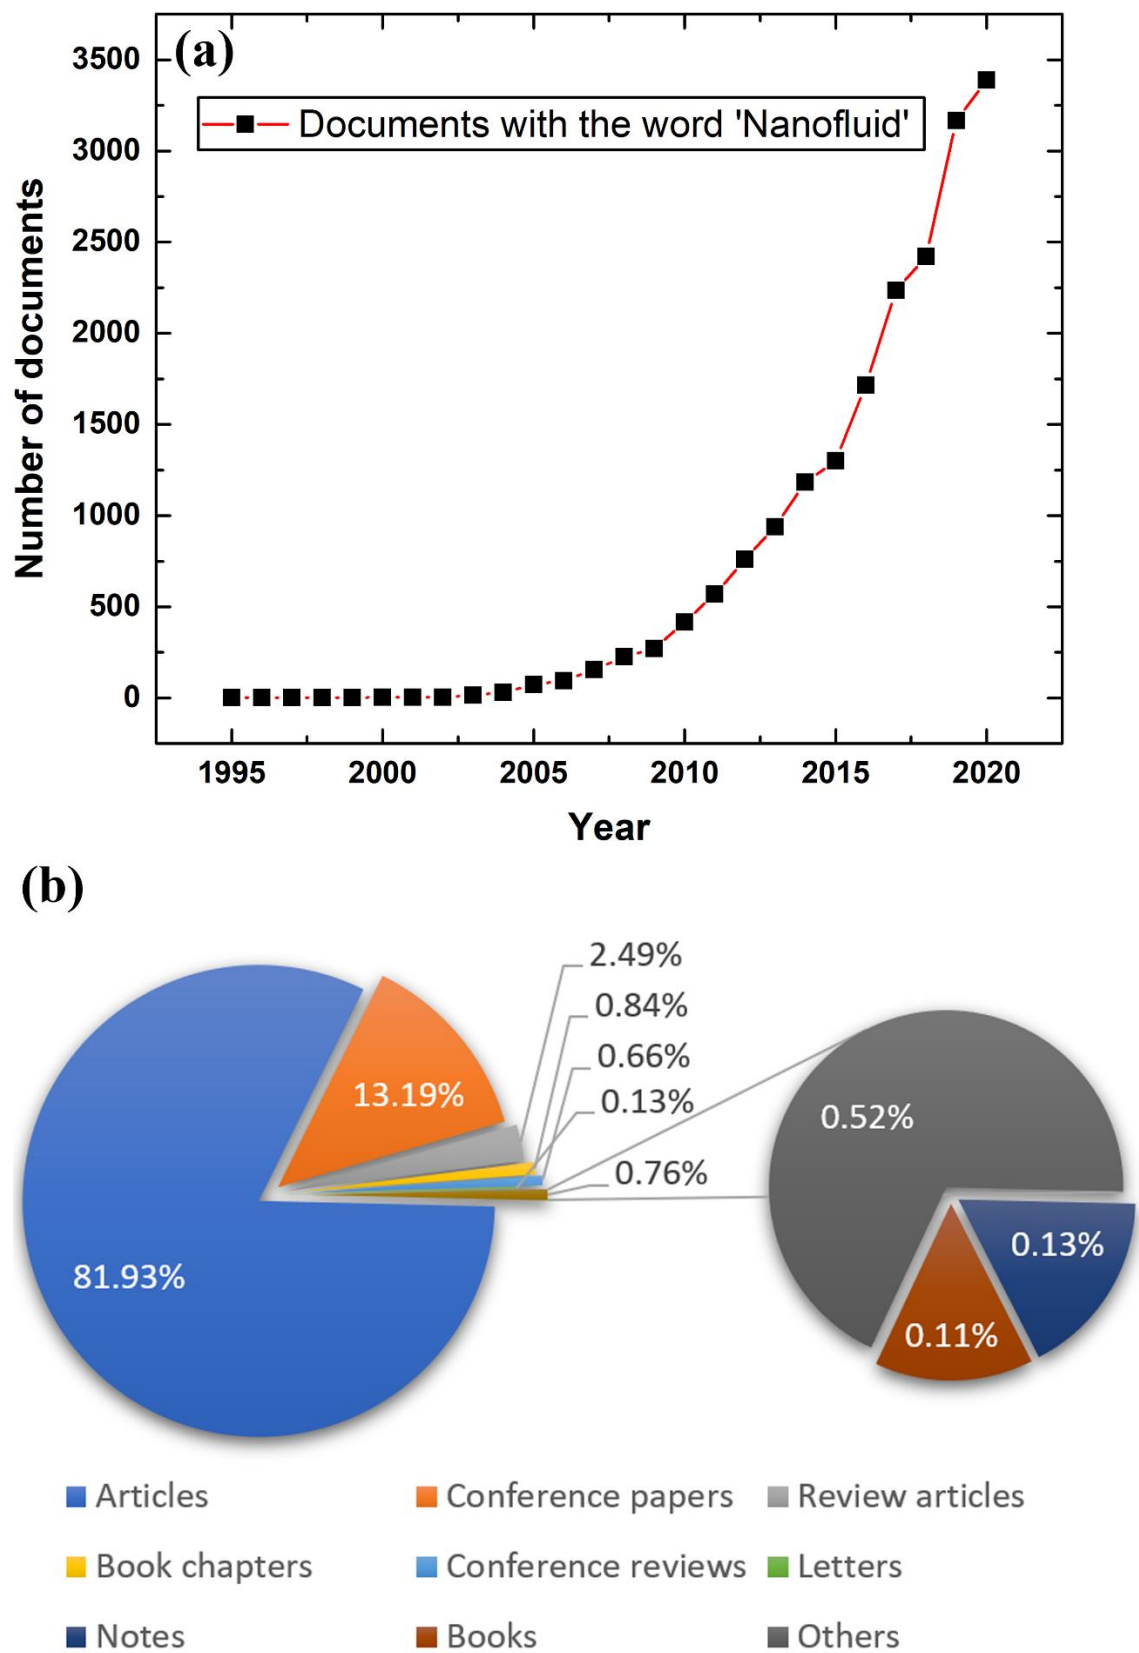 (a)
3500
3000
2500
2000
1500
1000
500
0
Number of documents
Documents with the word 'Nanofluid'
1995 2000 2005 2010 2015 2020
Year
(b)
2.49%
0.84%
0.66%
0.13%
0.76%
13.19%
81.93%
0.52%
0.13%
0.11%
Articles Conference papers Review articles
Book chapters Conference reviews Letters
Notes Books Others